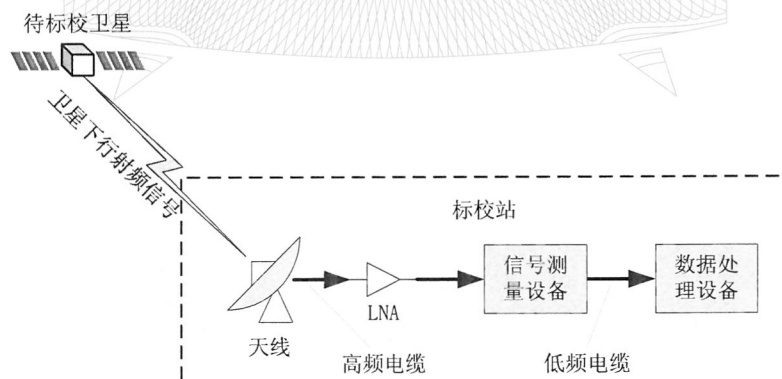 待标校卫星
卫星下行射频信号
标校站
信号测
量设备
数据处
理设备
LNA
天线
高频电缆
低频电缆